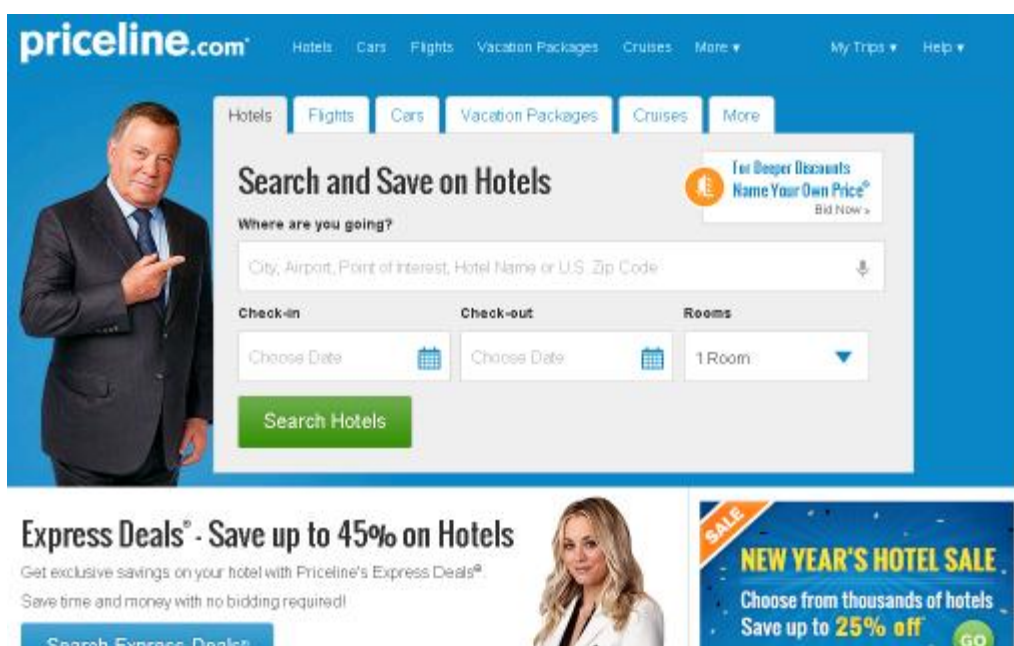 priceline.com
Hotels Cars Flights Vacation Packages Cruises More ▾ My Trips ▾ Help ▾
Hotels Flights Cars Vacation Packages Cruises More
Search and Save on Hotels
For Deeper Discounts
Name Your Own Price®
Bid Now »
Where are you going?
City, Airport, Point of Interest, Hotel Name or U.S. Zip Code
Check-in Check-out Rooms
Choose Date Choose Date 1 Room
Search Hotels
Express Deals® - Save up to 45% on Hotels
Get exclusive savings on your hotel with Priceline's Express Deals®.
Save time and money with no bidding required!
Search Express Deals®
SALE
NEW YEAR'S HOTEL SALE
Choose from thousands of hotels
Save up to 25% off
GO